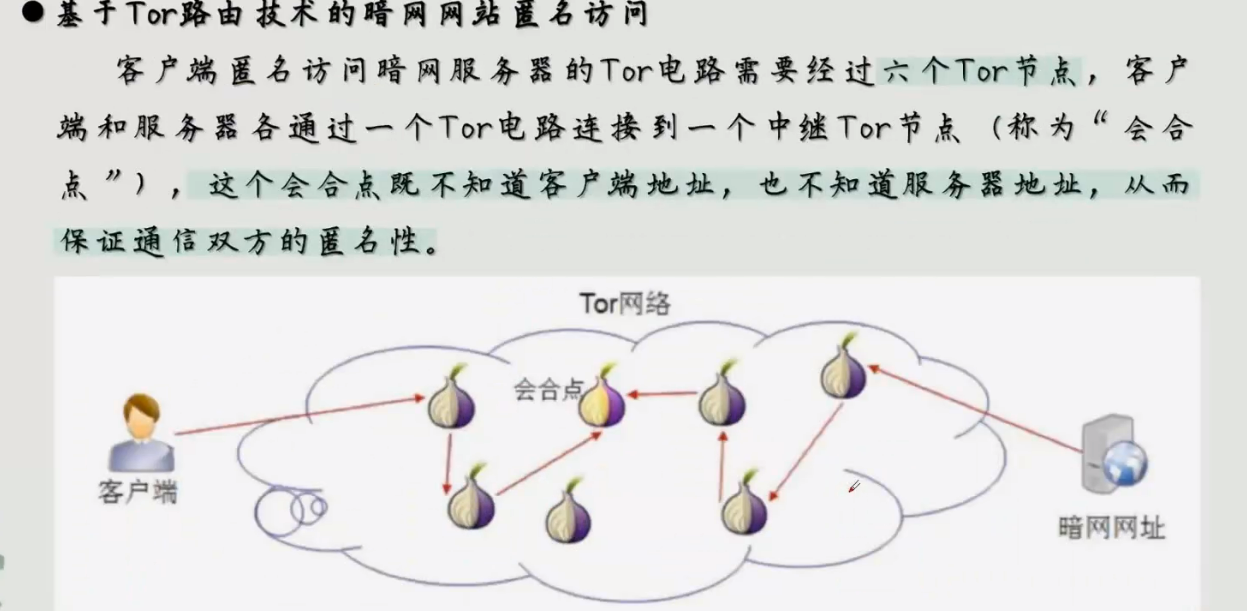 ● 基于Tor路由技术的暗网网站匿名访问
客户端匿名访问暗网服务器的Tor电路需要经过六个Tor节点，客户
端和服务器各通过一个Tor电路连接到一个中继Tor节点（称为“会合
点”），这个会合点既不知道客户端地址，也不知道服务器地址，从而
保证通信双方的匿名性。
Tor网络
会合点
客户端
暗网网址